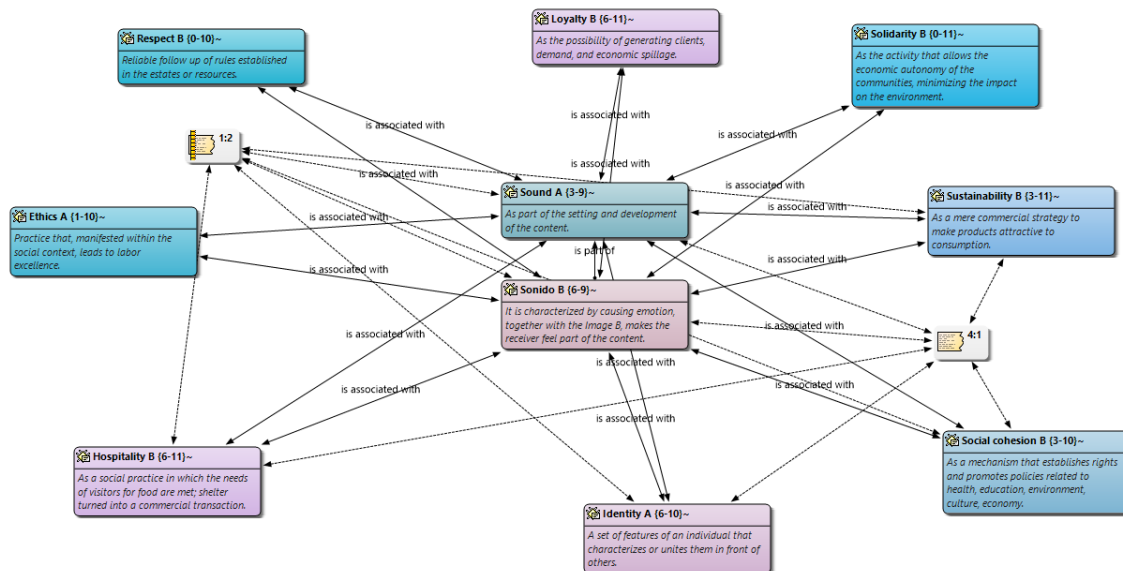 Loyalty B {6-11}~
As the possibility of generating clients,
demand, and economic spillage.
Respect B {0-10}~
Reliable follow up of rules established
in the estates or resources.
Solidarity B {0-11}~
As the activity that allows the
economic autonomy of the
communities, minimizing the impact
on the environment.
is associated with
is associated with
is associated with
1:2
is associated with
is associated with
Sound A {3-9}~
As part of the setting and development
of the content.
Sustainability B {3-11}~
As a mere commercial strategy to
make products attractive to
consumption.
Ethics A {1-10}~
Practice that, manifested within the
social context, leads to labor
excellence.
is associated with
is associated with
is part of
is associated with
is associated with
Sonido B {6-9}~
It is characterized by causing emotion,
together with the Image B, makes the
receiver feel part of the content.
4:1
is associated with
is associated with
is associated with
is associated with
is associated with
is associated with
Social cohesion B {3-10}~
As a mechanism that establishes rights
and promotes policies related to
health, education, environment,
culture, economy.
Hospitality B {6-11}~
As a social practice in which the needs
of visitors for food are met; shelter
turned into a commercial transaction.
Identity A {6-10}~
A set of features of an individual that
characterizes or unites them in front of
others.